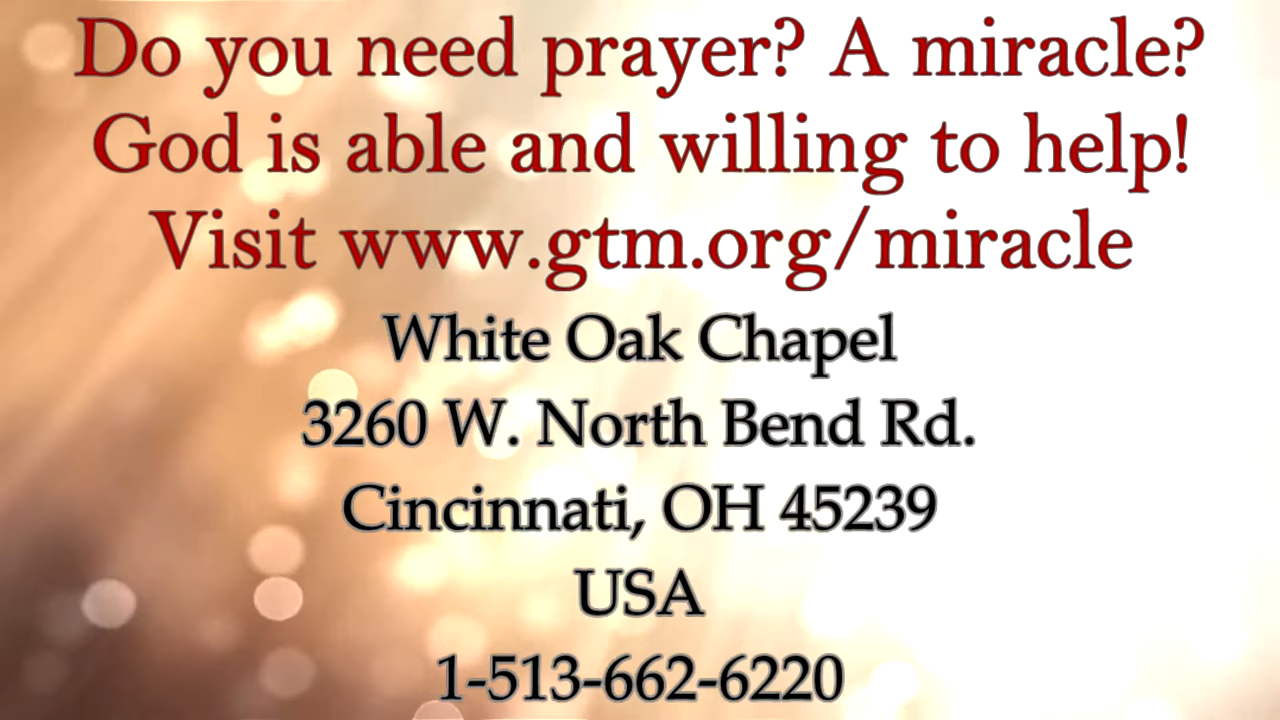 Do you need prayer? A miracle?
God is able and willing to help!
Visit www.gtm.org/miracle
White Oak Chapel
3260 W. North Bend Rd.
Cincinnati, OH 45239
USA
1-513-662-6220